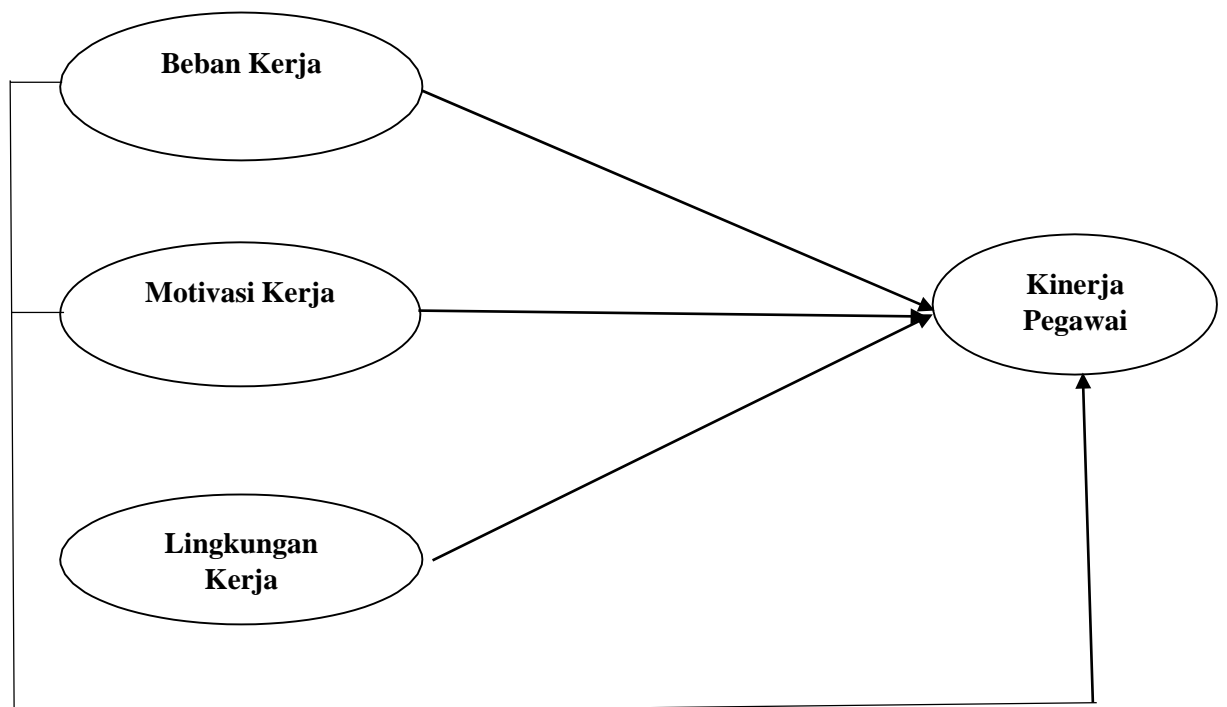 Beban Kerja
Motivasi Kerja
Kinerja
Pegawai
Lingkungan
Kerja